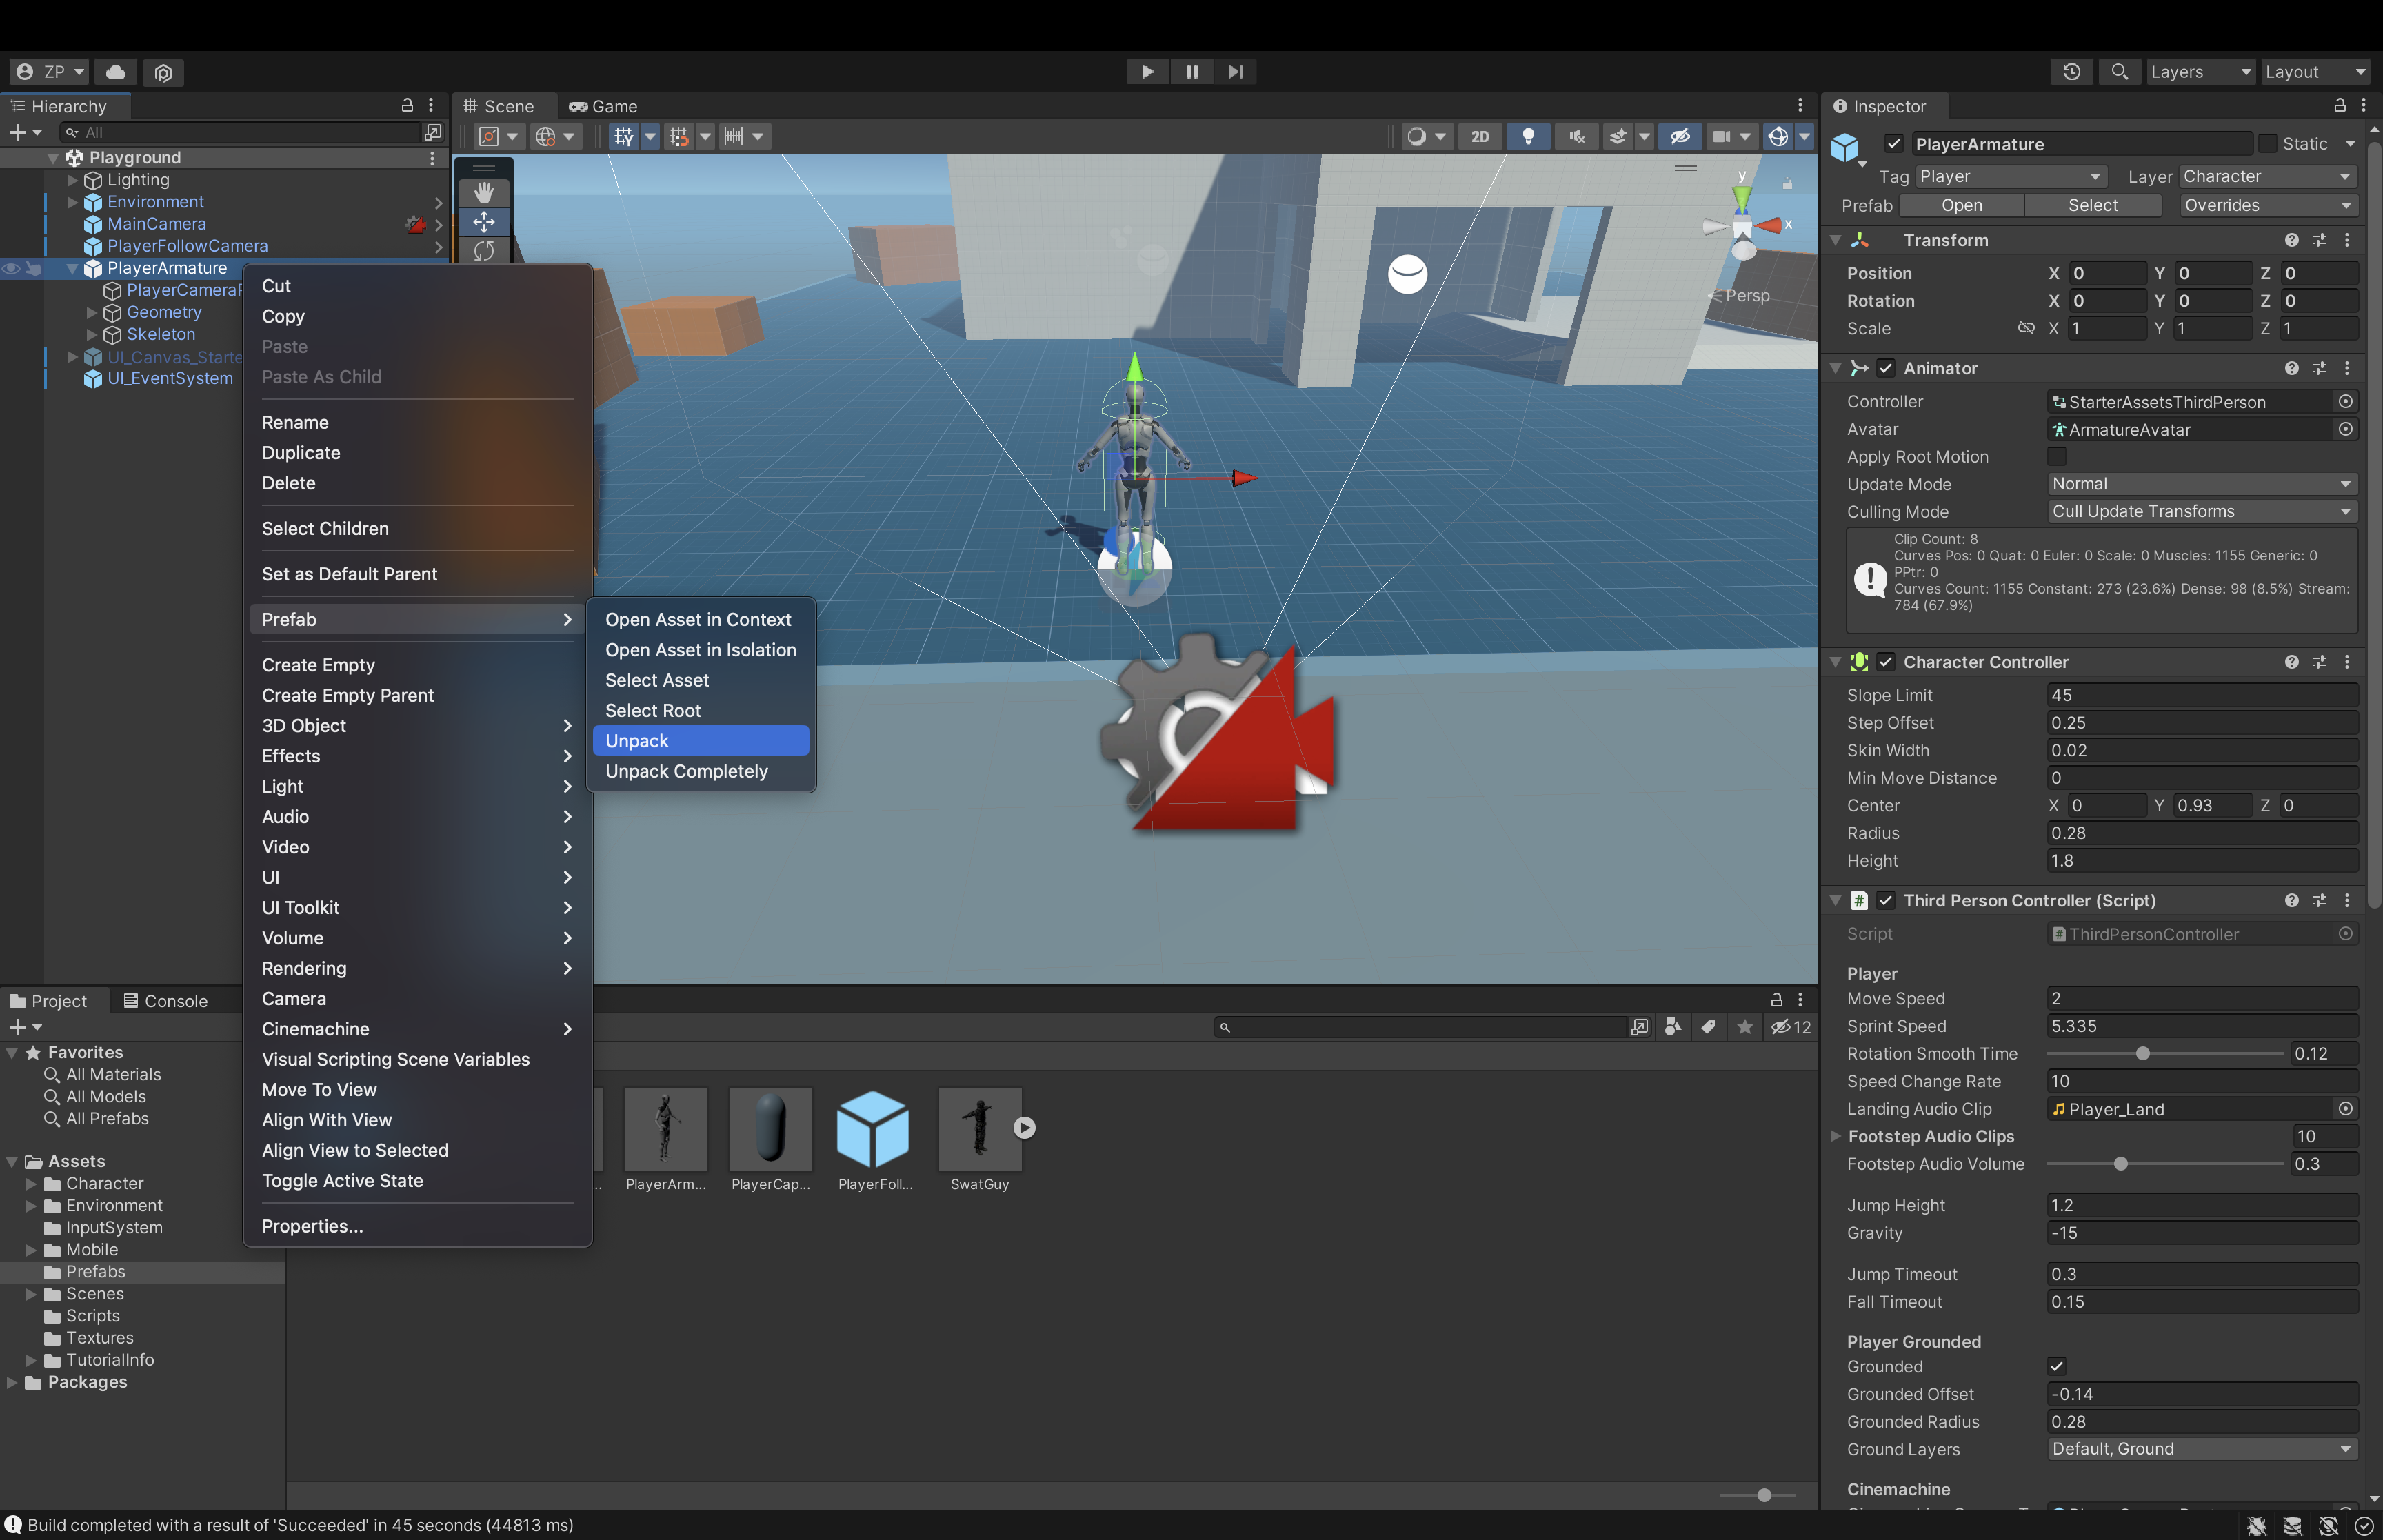 ZP
Layers
Layout
Hierarchy
Scene
Game
Inspector
All
2D
PlayerArmature
Static
Playground
Tag
Player
Layer
Character
Lighting
Environment
MainCamera
PlayerFollowCamera
PlayerArmature
PlayerCameraR
Geometry
Skeleton
UI_Canvas_Starte
UI_EventSystem
Prefab
Open
Select
Overrides
y
x
Persp
Cut
Copy
Paste
Paste As Child
Rename
Duplicate
Delete
Select Children
Set as Default Parent
Prefab
Create Empty
Create Empty Parent
3D Object
Effects
Light
Audio
Video
UI
UI Toolkit
Volume
Rendering
Camera
Cinemachine
Visual Scripting Scene Variables
Move To View
Align With View
Align View to Selected
Toggle Active State
Properties...
Open Asset in Context
Open Asset in Isolation
Select Asset
Select Root
Unpack
Unpack Completely
Transform
Position X 0 Y 0 Z 0
Rotation X 0 Y 0 Z 0
Scale X 1 Y 1 Z 1
Animator
Controller StarterAssetsThirdPerson
Avatar ArmatureAvatar
Apply Root Motion
Update Mode Normal
Culling Mode Cull Update Transforms
Clip Count: 8
Curves Pos: 0 Quat: 0 Euler: 0 Scale: 0 Muscles: 1155 Generic: 0
PPtr: 0
Curves Count: 1155 Constant: 273 (23.6%) Dense: 98 (8.5%) Stream:
784 (67.9%)
Character Controller
Slope Limit 45
Step Offset 0.25
Skin Width 0.02
Min Move Distance 0
Center X 0 Y 0.93 Z 0
Radius 0.28
Height 1.8
# Third Person Controller (Script)
Script # ThirdPersonController
Player
Move Speed 2
Sprint Speed 5.335
Rotation Smooth Time 0.12
Speed Change Rate 10
Landing Audio Clip Player_Land
Footstep Audio Clips 10
Footstep Audio Volume 0.3
Jump Height 1.2
Gravity -15
Jump Timeout 0.3
Fall Timeout 0.15
Player Grounded
Grounded
Grounded Offset -0.14
Grounded Radius 0.28
Ground Layers Default, Ground
Cinemachine
Project
Console
12
Favorites
All Materials
All Models
All Prefabs
Assets
Character
Environment
InputSystem
Mobile
Prefabs
Scenes
Scripts
Textures
TutorialInfo
Packages
PlayerArm...
PlayerCap...
PlayerFoll...
SwatGuy
Build completed with a result of 'Succeeded' in 45 seconds (44813 ms)